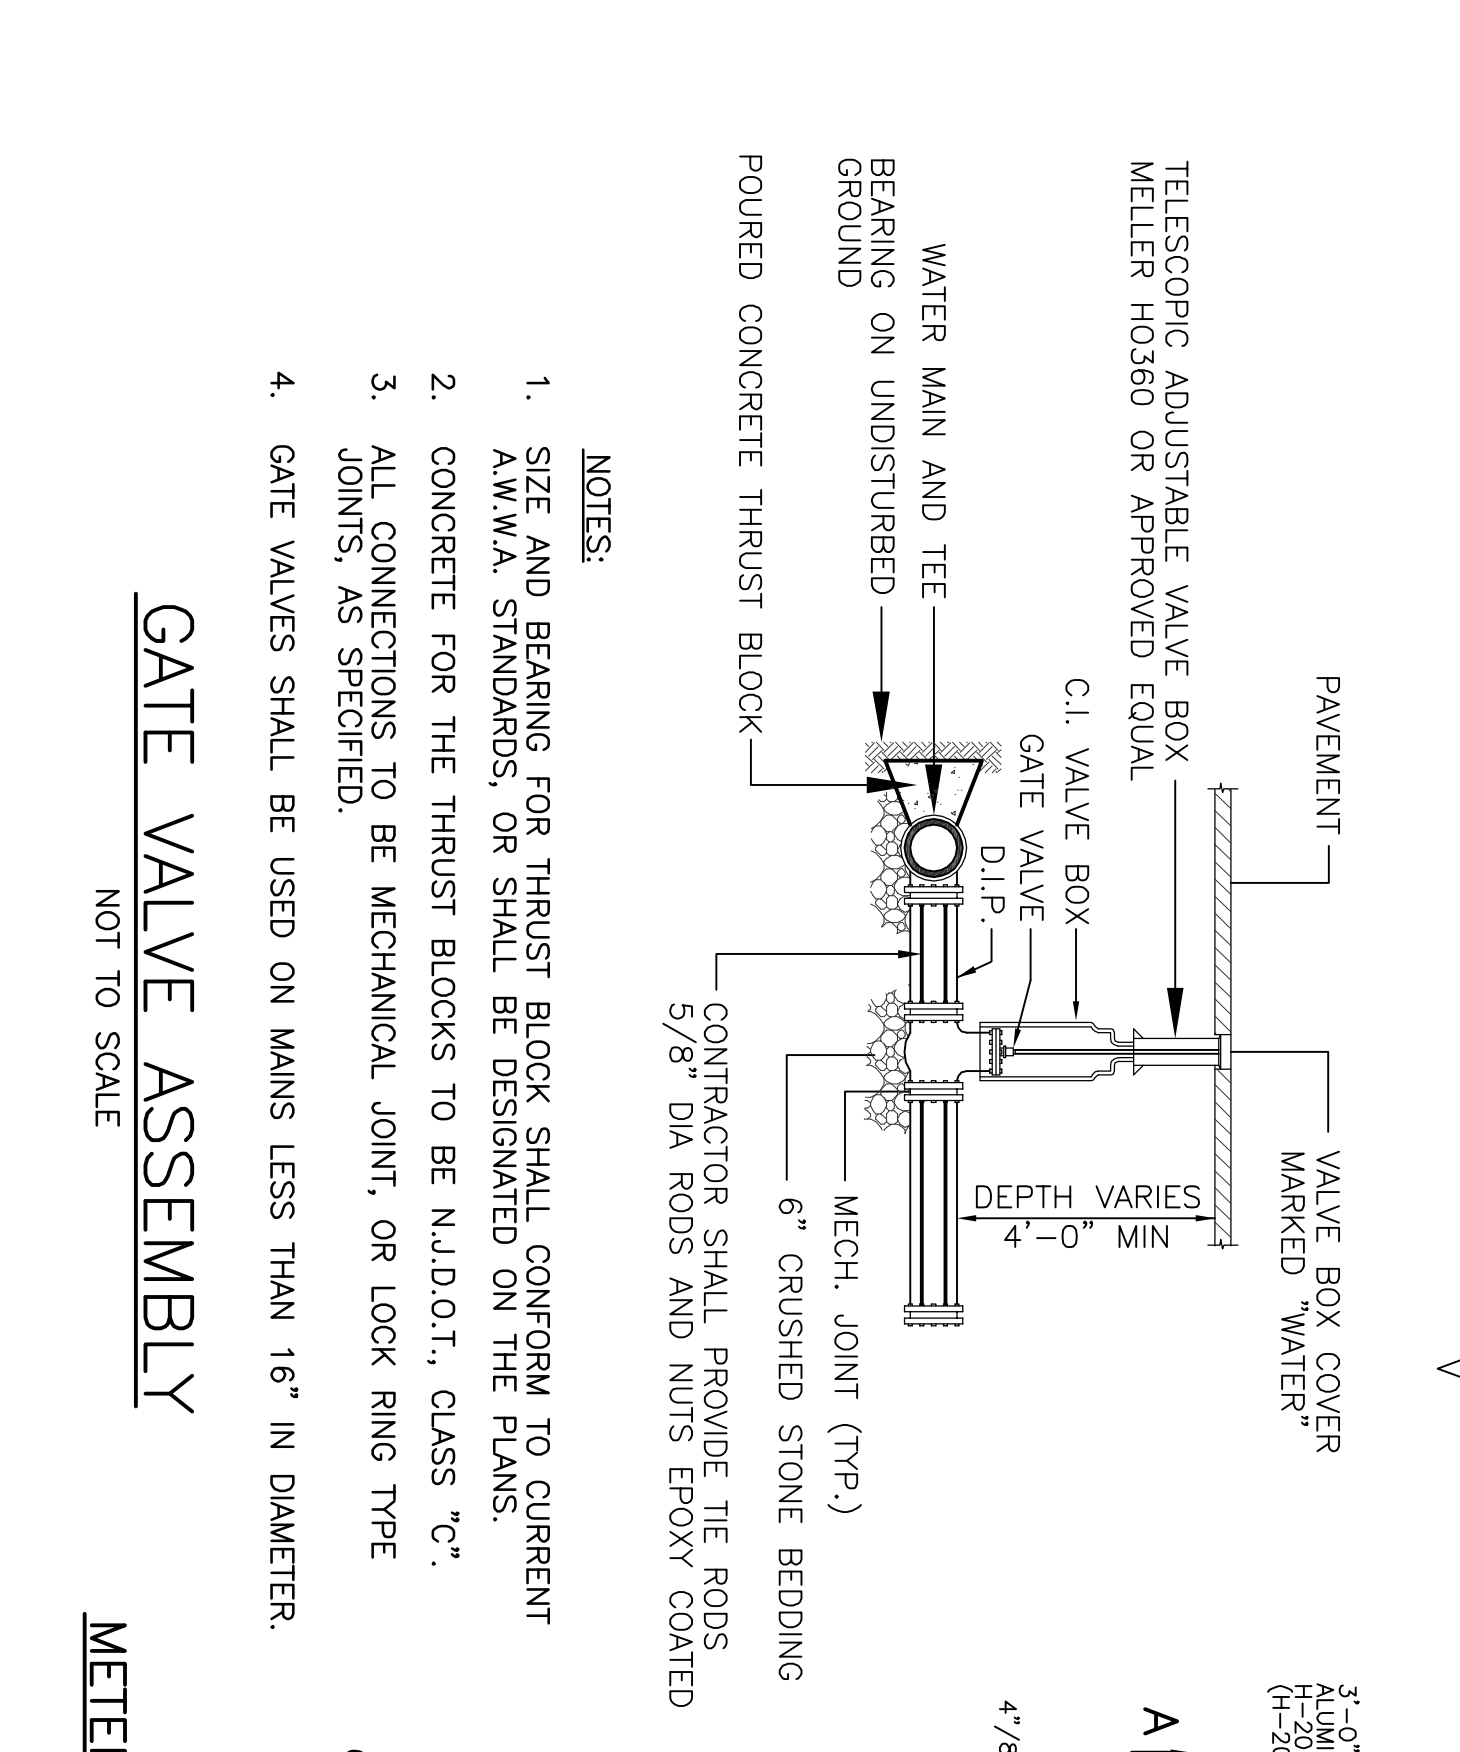 PAVEMENT
VALVE BOX COVER
MARKED "WATER"
TELESCOPIC ADJUSTABLE VALVE BOX
MELLER HO360 OR APPROVED EQUAL
C.I. VALVE BOX
GATE VALVE
D.I.P.
DEPTH VARIES
4'-0" MIN
WATER MAIN AND TEE
BEARING ON UNDISTURBED
GROUND
POURED CONCRETE THRUST BLOCK
MECH. JOINT (TYP.)
6" CRUSHED STONE BEDDING
CONTRACTOR SHALL PROVIDE TIE RODS
5/8" DIA RODS AND NUTS EPOXY COATED
NOTES:
1. SIZE AND BEARING FOR THRUST BLOCK SHALL CONFORM TO CURRENT
A.W.W.A. STANDARDS, OR SHALL BE DESIGNATED ON THE PLANS.
2. CONCRETE FOR THE THRUST BLOCKS TO BE N.J.D.O.T., CLASS "C".
3. ALL CONNECTIONS TO BE MECHANICAL JOINT, OR LOCK RING TYPE
JOINTS, AS SPECIFIED.
4. GATE VALVES SHALL BE USED ON MAINS LESS THAN 16" IN DIAMETER.
GATE VALVE ASSEMBLY
NOT TO SCALE
3'-0"
H-20
(H-20
A
4"/8